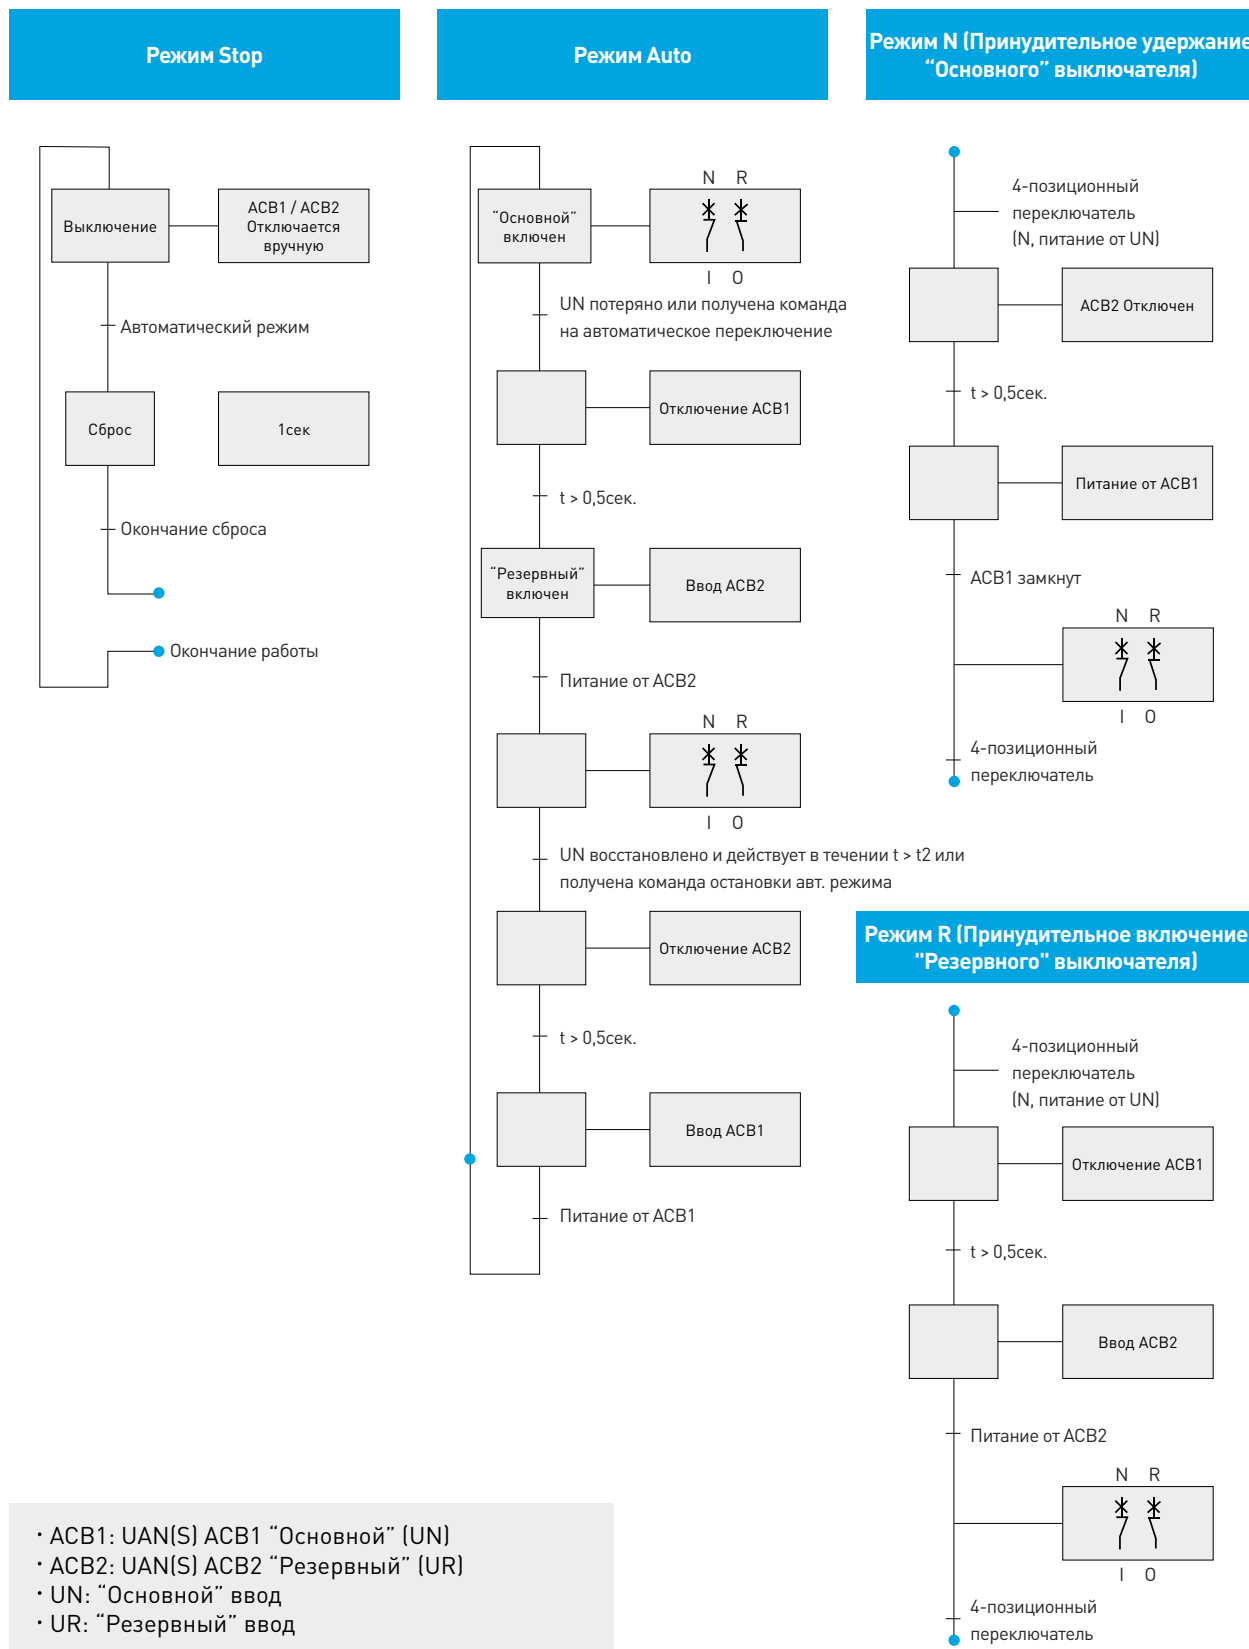 Режим Stop
Выключение
ACB1 / ACB2
Отключается
вручную
Автоматический режим
Сброс
1сек
Окончание сброса
Окончание работы
Режим Auto
“Основной”
включен
N R
I O
UN потеряно или получена команда
на автоматическое переключение
Отключение ACB1
t > 0,5сек.
“Резервный”
включен
Ввод ACB2
Питание от ACB2
N R
I O
UN восстановлено и действует в течении t > t2 или
получена команда остановки авт. режима
Отключение ACB2
t > 0,5сек.
Ввод ACB1
Питание от ACB1
Режим N (Принудительное удержание
“Основного” выключателя)
4-позиционный
переключатель
(N, питание от UN)
ACB2 Отключен
t > 0,5сек.
Питание от ACB1
ACB1 замкнут
N R
I O
4-позиционный
переключатель
Режим R (Принудительное включение
"Резервного" выключателя)
4-позиционный
переключатель
(N, питание от UN)
Отключение ACB1
t > 0,5сек.
Ввод ACB2
Питание от ACB2
N R
I O
4-позиционный
переключатель
· ACB1: UAN(S) ACB1 “Основной” (UN)
· ACB2: UAN(S) ACB2 “Резервный” (UR)
· UN: “Основной” ввод
· UR: “Резервный” ввод